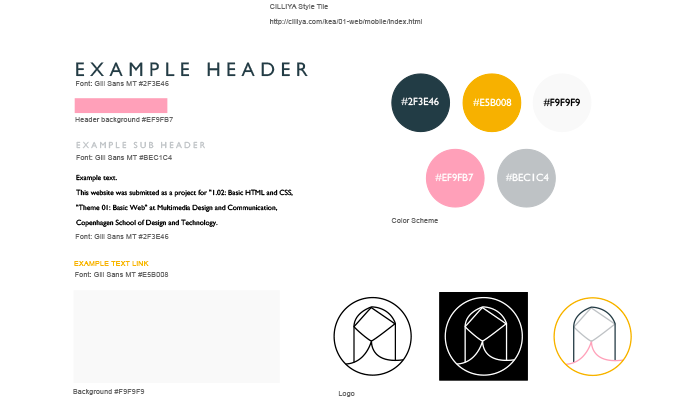 CILLIYA Style Tile
http://cilliya.com/kea/01-web/mobile/index.html
EXAMPLE HEADER
Font: Gill Sans MT #2F3E46
Header background #EF9FB7
EXAMPLE SUB HEADER
Font: Gill Sans MT #BEC1C4
Example text.
This website was submitted as a project for "1.02: Basic HTML and CSS,
"Theme 01: Basic Web" at Multimedia Design and Communication,
Copenhagen School of Design and Technology.
Font: Gill Sans MT #2F3E46
EXAMPLE TEXT LINK
Font: Gill Sans MT #E5B008
Background #F9F9F9
#2F3E46
#E5B008
#F9F9F9
#EF9FB7
#BEC1C4
Color Scheme
Logo